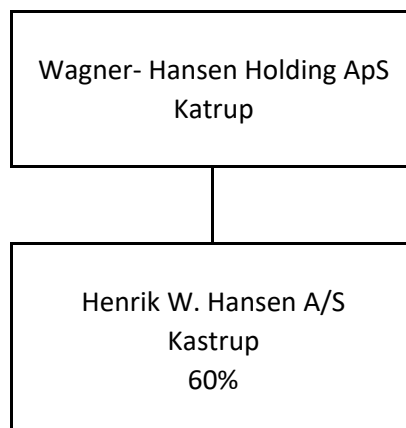 Wagner- Hansen Holding ApS
Katrup
Henrik W. Hansen A/S
Kastrup
60%